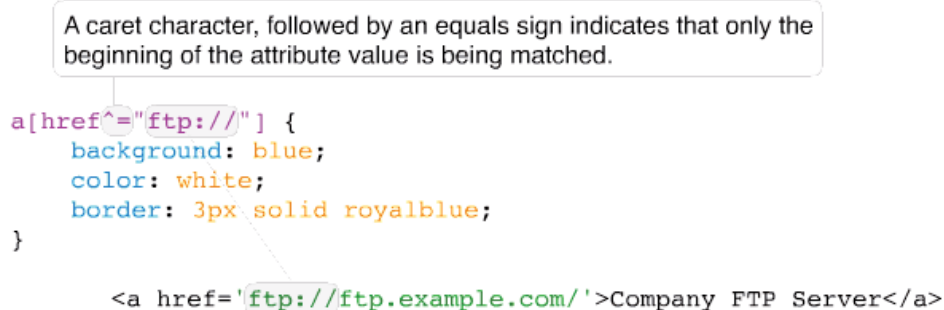 A caret character, followed by an equals sign indicates that only the
beginning of the attribute value is being matched.
a[href^="ftp://"] {
background: blue;
color: white;
border: 3px solid royalblue;
}
<a href='ftp://ftp.example.com/'>Company FTP Server</a>